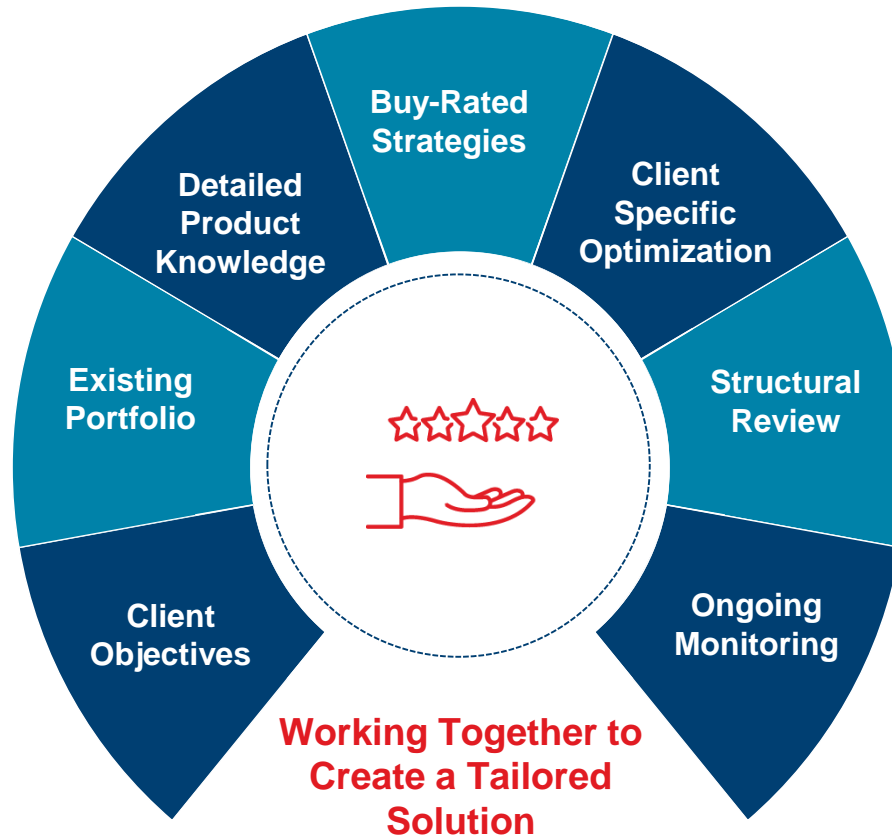 Client
Objectives
Existing
Portfolio
Detailed
Product
Knowledge
Buy-Rated
Strategies
Client
Specific
Optimization
Structural
Review
Ongoing
Monitoring
Working Together to
Create a Tailored
Solution